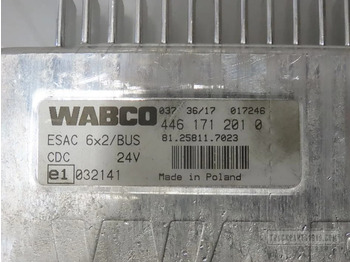 WABCO 037 36/17 017246
446 171 201 0
ESAC 6x2/BUS 81.25811.7023
CDC 24V
e1 032141 Made in Poland